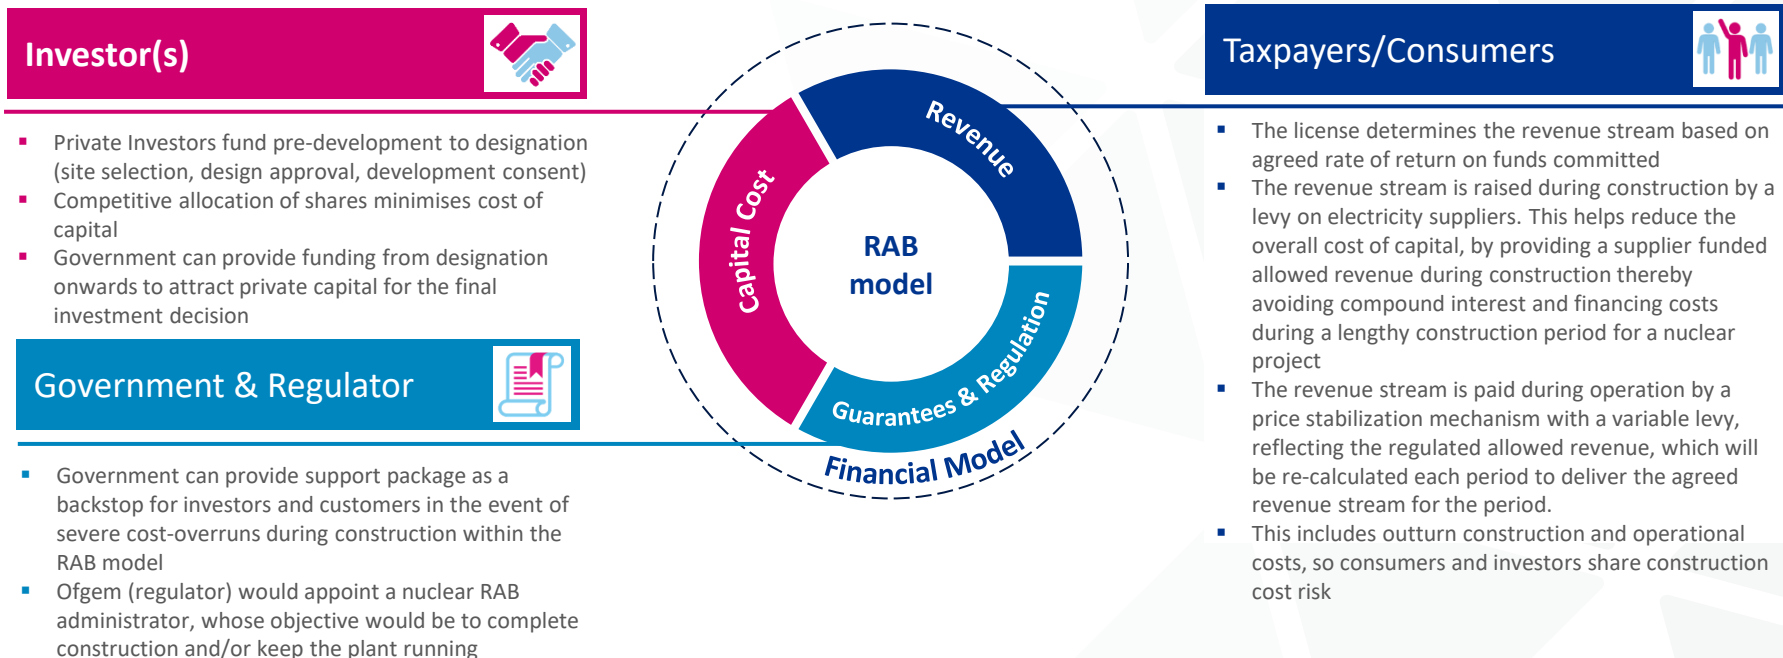 Investor(s)
▪ Private Investors fund pre-development to designation
(site selection, design approval, development consent)
▪ Competitive allocation of shares minimises cost of
capital
▪ Government can provide funding from designation
onwards to attract private capital for the final
investment decision
Government & Regulator
▪ Government can provide support package as a
backstop for investors and customers in the event of
severe cost-overruns during construction within the
RAB model
▪ Ofgem (regulator) would appoint a nuclear RAB
administrator, whose objective would be to complete
construction and/or keep the plant running
Revenue
Capital Cost
RAB
model
Guarantees & Regulation
Financial Model
Taxpayers/Consumers
▪ The license determines the revenue stream based on
agreed rate of return on funds committed
▪ The revenue stream is raised during construction by a
levy on electricity suppliers. This helps reduce the
overall cost of capital, by providing a supplier funded
allowed revenue during construction thereby
avoiding compound interest and financing costs
during a lengthy construction period for a nuclear
project
▪ The revenue stream is paid during operation by a
price stabilization mechanism with a variable levy,
reflecting the regulated allowed revenue, which will
be re-calculated each period to deliver the agreed
revenue stream for the period.
▪ This includes outturn construction and operational
costs, so consumers and investors share construction
cost risk